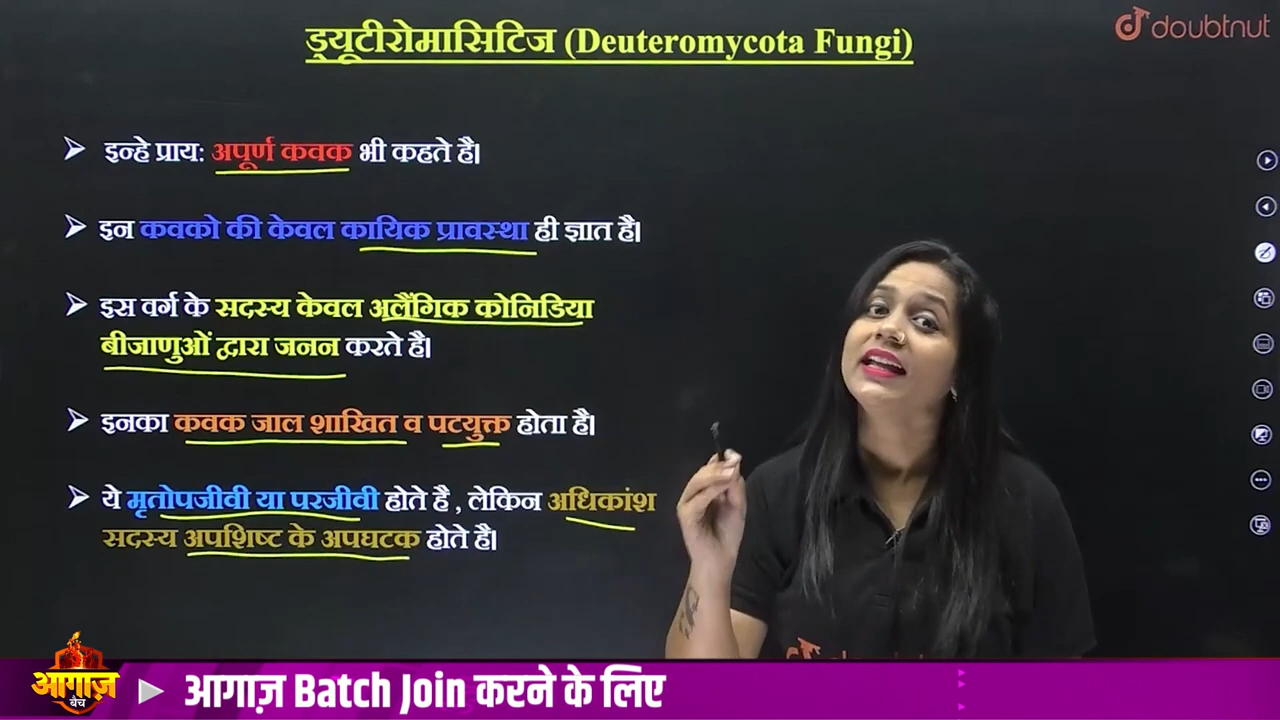 ड्यूटीरोमासिटिज (Deuteromycota Fungi)
doubtnut
➢ इन्हे प्राय: अपूर्ण कवक भी कहते है।
➢ इन कवको की केवल कायिक प्रावस्था ही ज्ञात है।
➢ इस वर्ग के सदस्य केवल अलैंगिक कोनिडिया
बीजाणुओं द्वारा जनन करते है।
➢ इनका कवक जाल शाखित व पटयुक्त होता है।
➢ ये मृतोपजीवी या परजीवी होते है , लेकिन अधिकांश
सदस्य अपशिष्ट के अपघटक होते है।
आगाज़
बैच
आगाज़ Batch Join करने के लिए